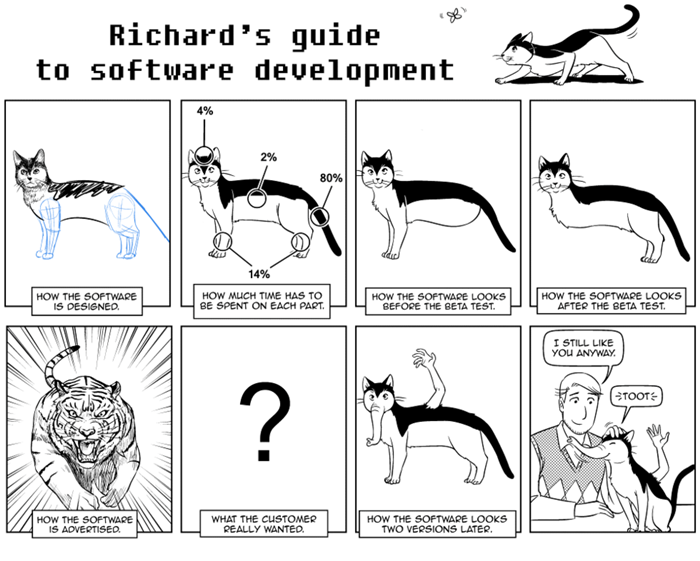 Richard's guide
to software development
4%
2%
80%
14%
HOW THE SOFTWARE
IS DESIGNED.
HOW MUCH TIME HAS TO
BE SPENT ON EACH PART.
HOW THE SOFTWARE LOOKS
BEFORE THE BETA TEST.
HOW THE SOFTWARE LOOKS
AFTER THE BETA TEST.
I STILL LIKE
YOU ANYWAY.
TOOT
?
HOW THE SOFTWARE
IS ADVERTISED.
WHAT THE CUSTOMER
REALLY WANTED.
HOW THE SOFTWARE LOOKS
TWO VERSIONS LATER.